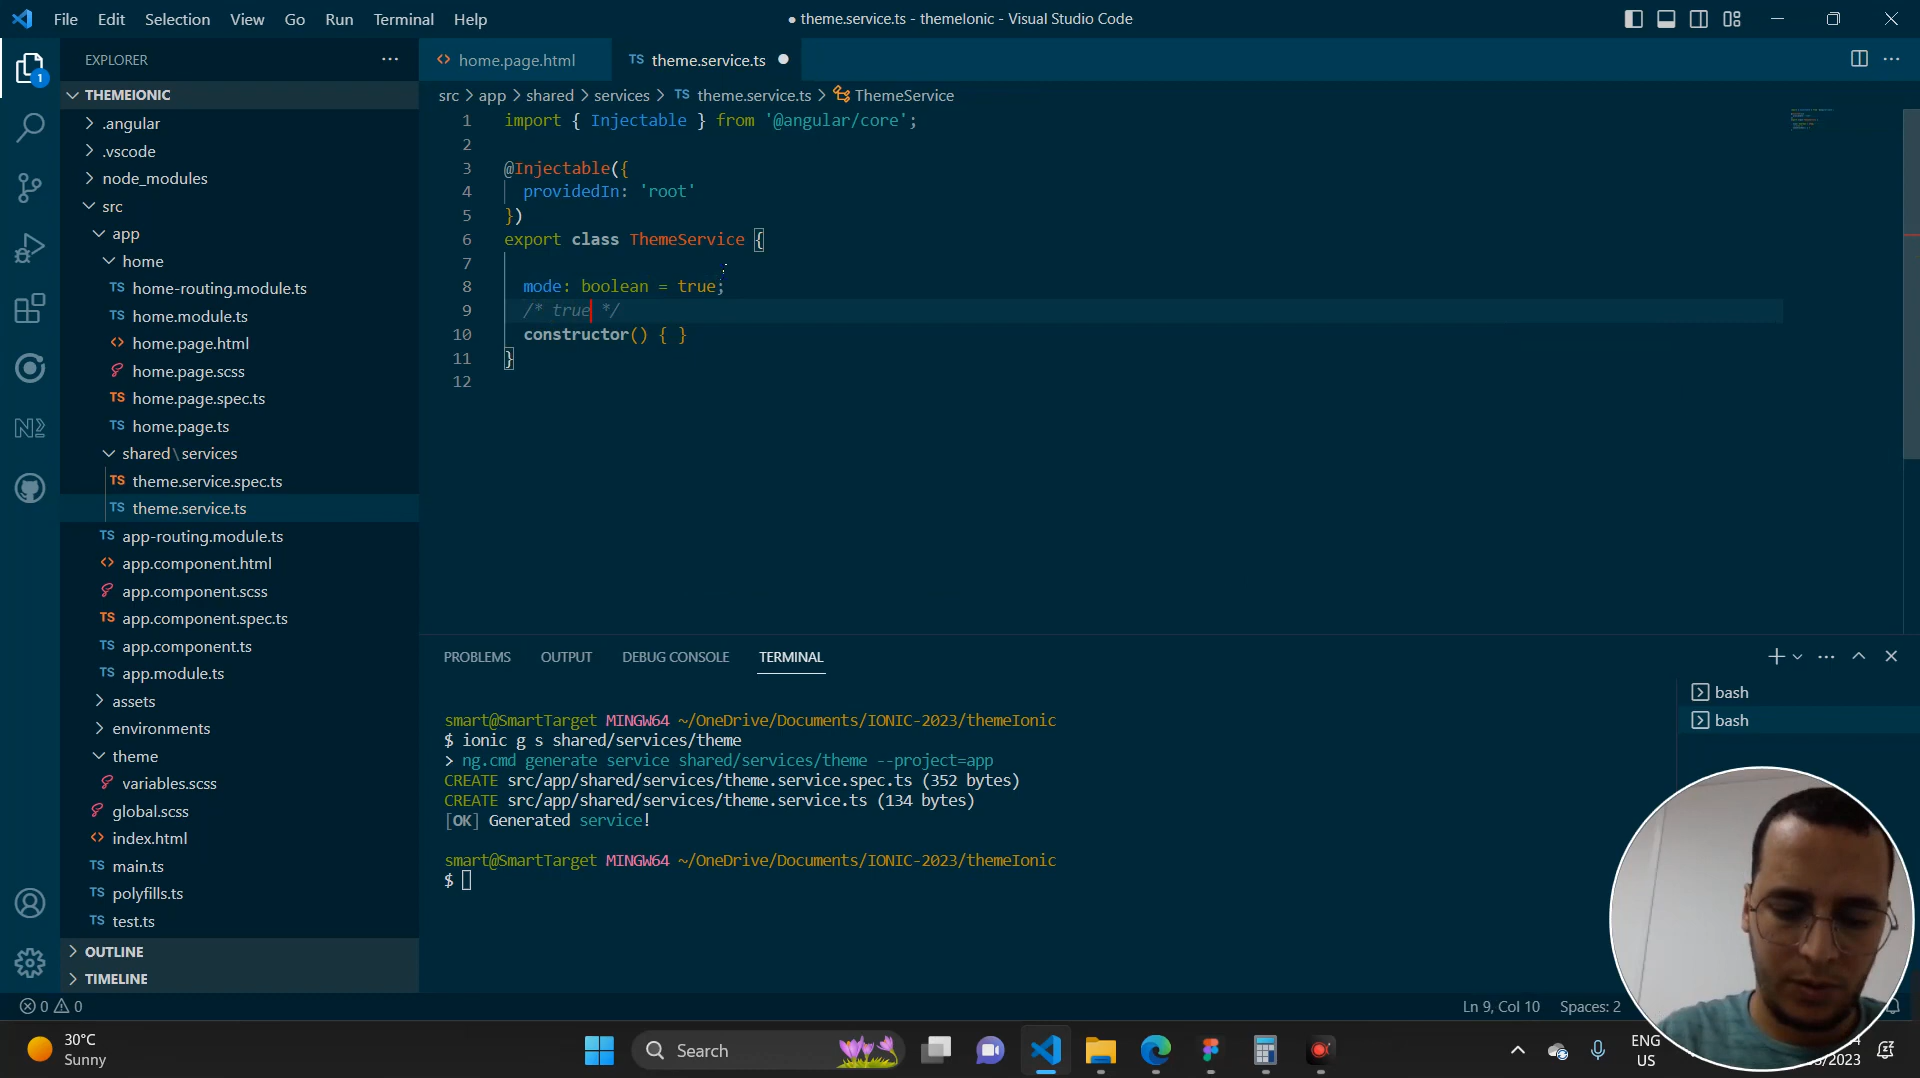 File Edit Selection View Go Run Terminal Help
● theme.service.ts - themeIonic - Visual Studio Code
EXPLORER
THEMEIONIC
.angular
.vscode
node_modules
src
app
home
TS home-routing.module.ts
TS home.module.ts
<> home.page.html
home.page.scss
TS home.page.spec.ts
TS home.page.ts
shared\services
TS theme.service.spec.ts
TS theme.service.ts
TS app-routing.module.ts
<> app.component.html
app.component.scss
TS app.component.spec.ts
TS app.component.ts
TS app.module.ts
assets
environments
theme
variables.scss
global.scss
<> index.html
TS main.ts
TS polyfills.ts
TS test.ts
OUTLINE
TIMELINE
1
<> home.page.html
TS theme.service.ts ●
src > app > shared > services > TS theme.service.ts > ThemeService
1 import { Injectable } from '@angular/core';
2
3 @Injectable({
4 providedIn: 'root'
5 })
6 export class ThemeService {
7
8 mode: boolean = true;
9 /* true */
10 constructor() { }
11 }
12
PROBLEMS OUTPUT DEBUG CONSOLE TERMINAL
smart@SmartTarget MINGW64 ~/OneDrive/Documents/IONIC-2023/themeIonic
$ ionic g s shared/services/theme
> ng.cmd generate service shared/services/theme --project=app
CREATE src/app/shared/services/theme.service.spec.ts (352 bytes)
CREATE src/app/shared/services/theme.service.ts (134 bytes)
[OK] Generated service!
smart@SmartTarget MINGW64 ~/OneDrive/Documents/IONIC-2023/themeIonic
$
bash
bash
0 0
Ln 9, Col 10 Spaces: 2
30°C
Sunny
Search
ENG
US